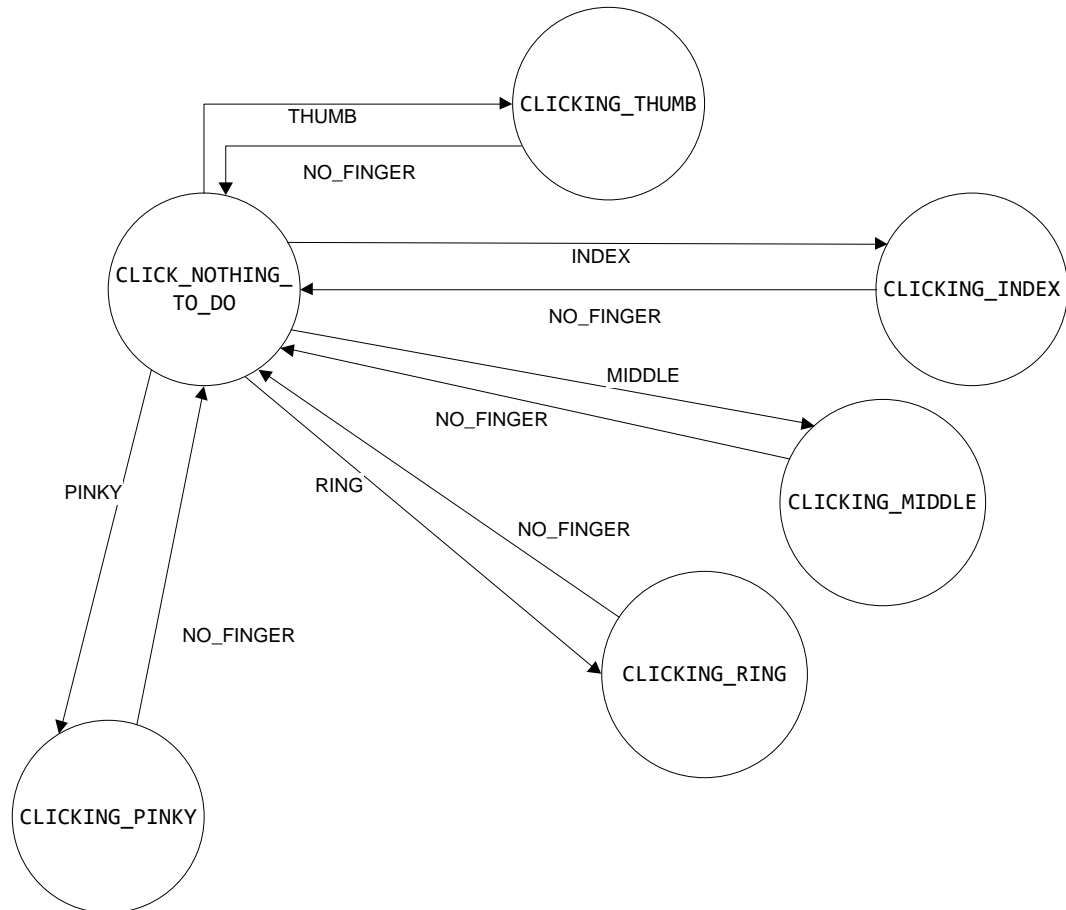 CLICKING_THUMB
THUMB
NO_FINGER
INDEX
CLICK_NOTHING_
TO_DO
CLICKING_INDEX
NO_FINGER
MIDDLE
NO_FINGER
PINKY
RING
CLICKING_MIDDLE
NO_FINGER
NO_FINGER
CLICKING_RING
CLICKING_PINKY